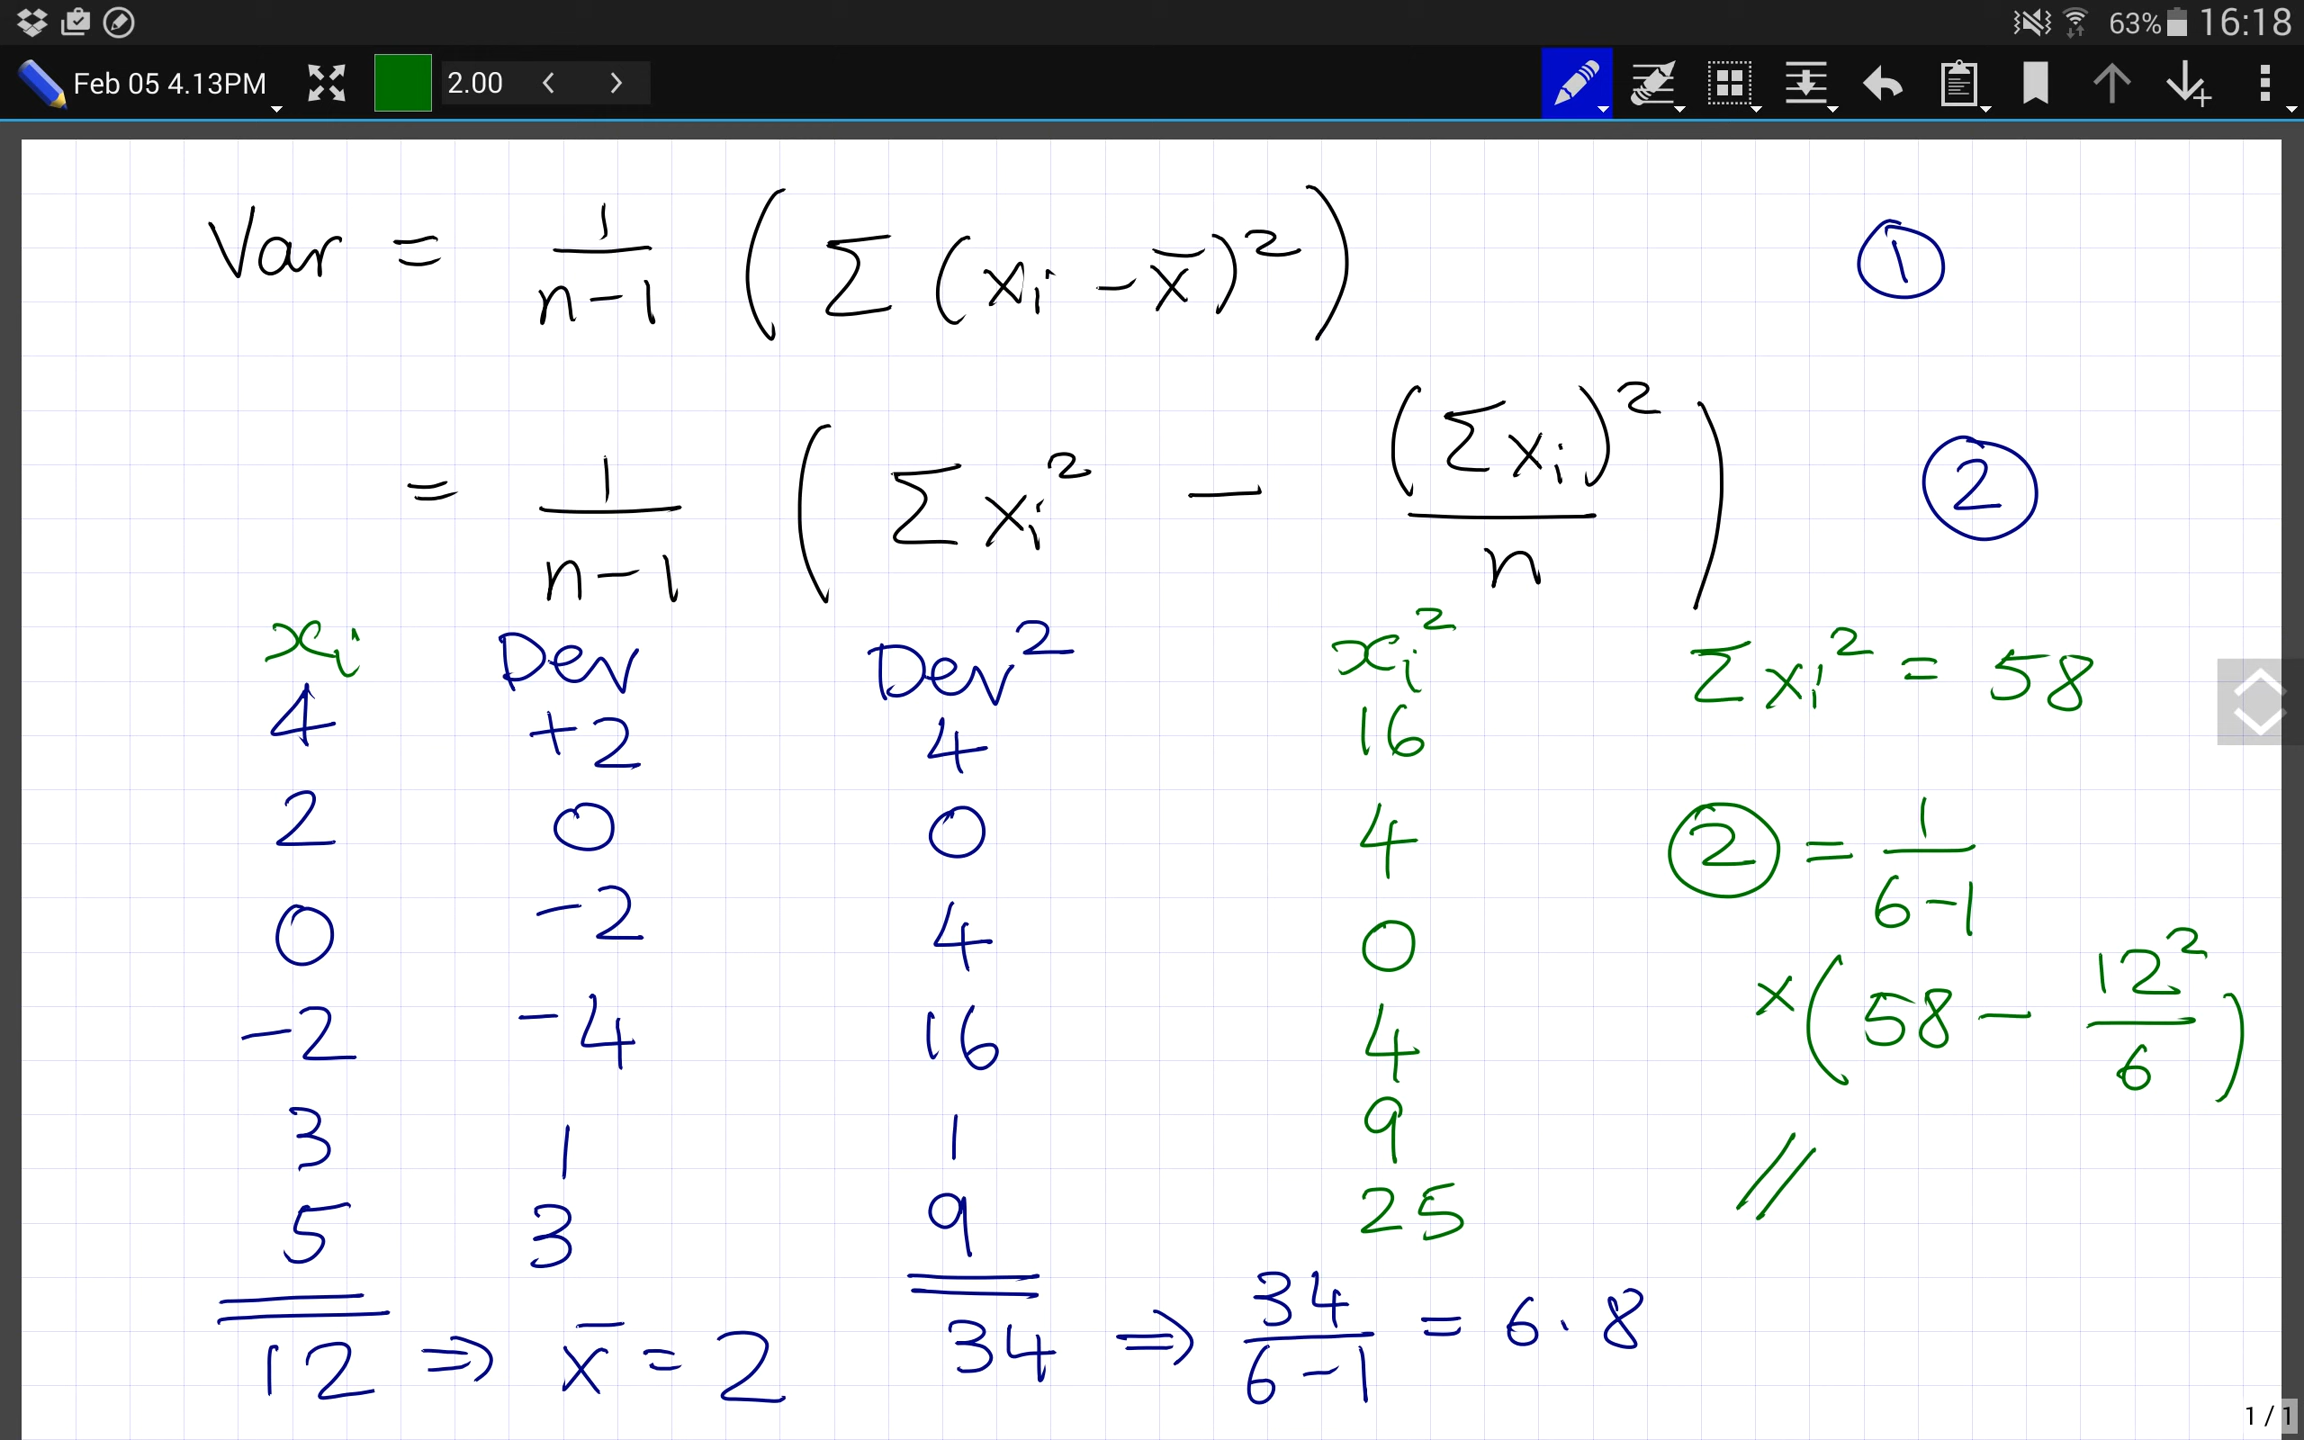 63% 16:18
Feb 05 4.13PM 2.00
Var = 1/(n-1) (Σ(xi - x̄)²) ①
= 1/(n-1) (Σxi² - (Σxi)²/n) ②
xi Dev Dev² xi² Σxi² = 58
4 +2 4 16
2 0 0 4 ② = 1/(6-1)
0 -2 4 0 ×(58 - 12²/6)
-2 -4 16 4
3 1 1 9 //
5 3 9 25
12 ⇒ x̄ = 2 34 ⇒ 34/(6-1) = 6.8
1/1